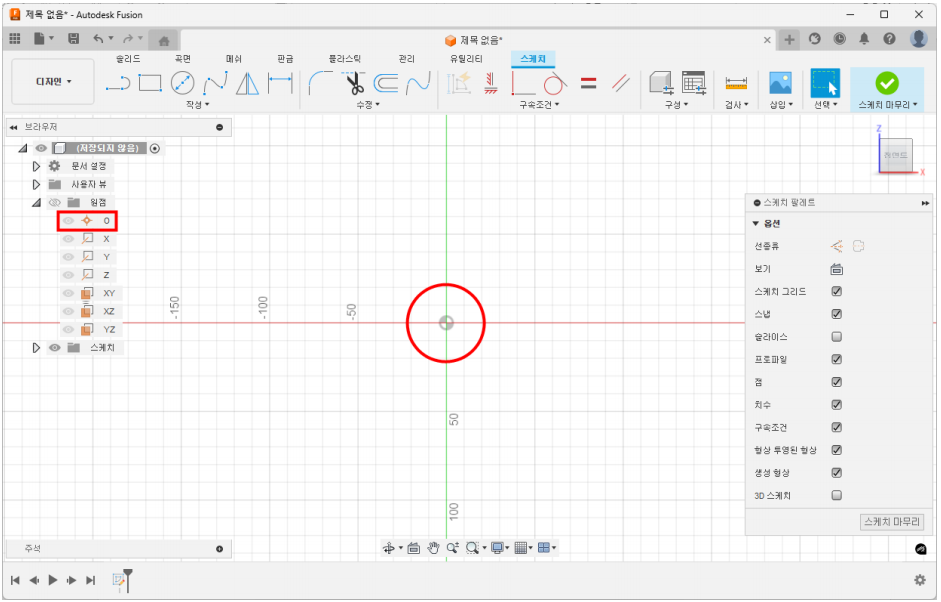 제목 없음* - Autodesk Fusion
제목 없음*
솔리드 곡면 메쉬 판금 플라스틱 관리 유틸리티 스케치
디자인
작성 수정 구속조건 구성 검사 삽입 선택 스케치 마무리
브라우저
(저장되지 않음)
문서 설정
사용자 뷰
원점
O
X
Y
Z
XY
XZ
YZ
스케치
-150
-100
-50
50
100
Z
X
스케치 팔레트
옵션
선종류
보기
스케치 그리드
스냅
슬라이스
프로파일
점
치수
구속조건
형상 투영된 형상
생성 형상
3D 스케치
스케치 마무리
주석